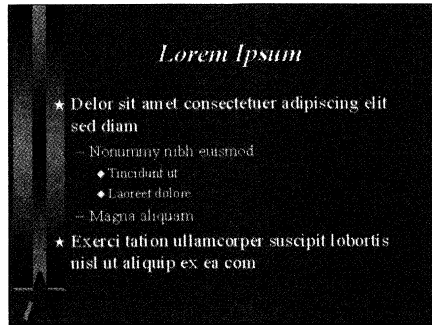 Lorem Ipsum
★ Delor sit amet consectetuer adipiscing elit
sed diam
– Nonummy nibh euismod
◆ Tincidunt ut
◆ Laoreet dolore
– Magna aliquam
★ Exerci tation ullamcorper suscipit lobortis
nisl ut aliquip ex ea com